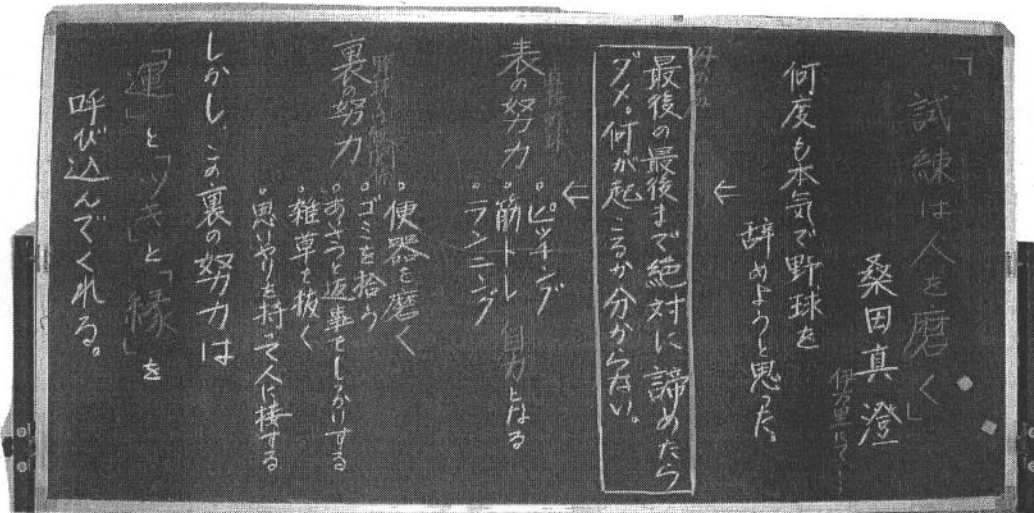 「試練は人を磨く」
桑田真澄
何度も本気で野球を
辞めようと思った。
←
最後の最後まで絶対に諦めたら
ダメ。何が起こるか分からない。
←
表の努力
・ピッチング
・筋トレ
・ランニング
自力となる
裏の努力
・便器を磨く
・ゴミを拾う
・あいさつと返事をしっかりする
・雑草を抜く
・思いやりを持って人に接する
しかし、この裏の努力は
「運」と「ツキ」と「縁」を
呼び込んでくれる。